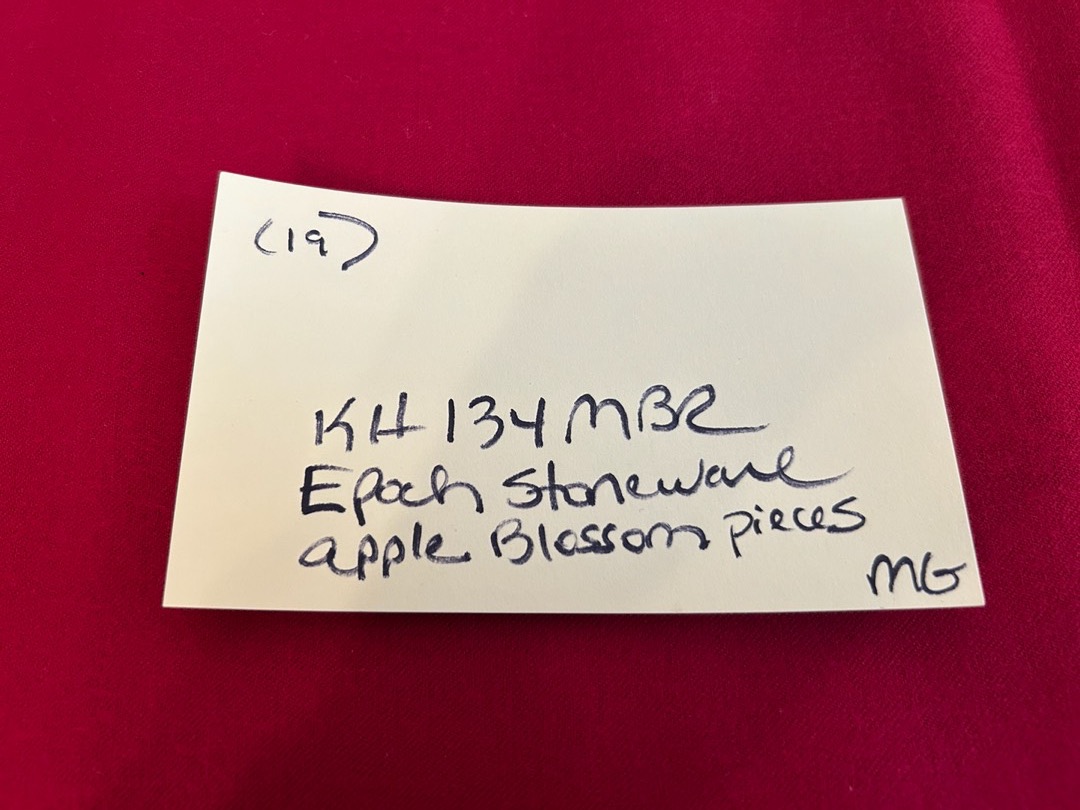 (19)
KH 134 MBR
Epoch Stoneware
apple Blossom pieces
MG